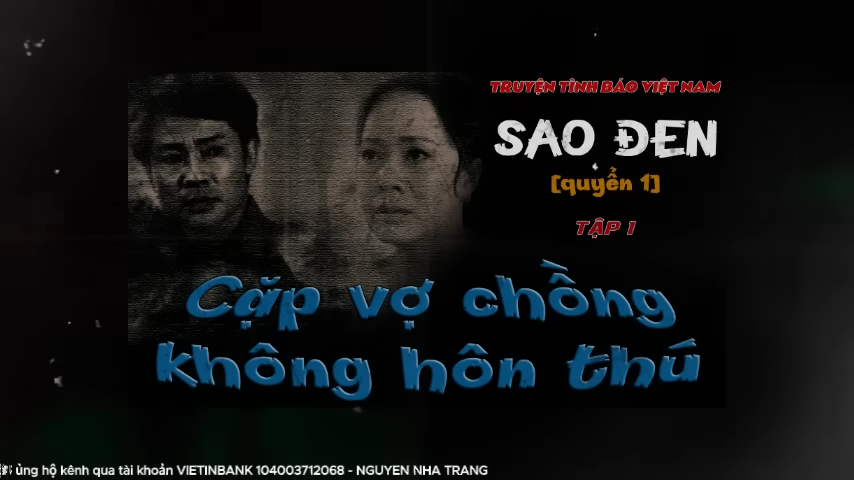 TRUYỆN TÌNH BÁO VIỆT NAM
SAO ĐEN
[quyển 1]
TẬP 1
Cặp vợ chồng
không hôn thú
ủng hộ kênh qua tài khoản VIETINBANK 104003712068 - NGUYEN NHA TRANG